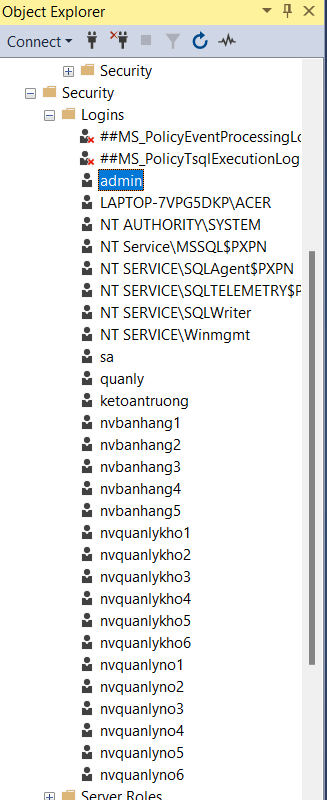 Object Explorer
Connect
Security
Security
Logins
##MS_PolicyEventProcessingLo
##MS_PolicyTsqlExecutionLog
admin
LAPTOP-7VPG5DKP\ACER
NT AUTHORITY\SYSTEM
NT Service\MSSQL$PXPN
NT SERVICE\SQLAgent$PXPN
NT SERVICE\SQLTELEMETRY$P
NT SERVICE\SQLWriter
NT SERVICE\Winmgmt
sa
quanly
ketoantruong
nvbanhang1
nvbanhang2
nvbanhang3
nvbanhang4
nvbanhang5
nvquanlykho1
nvquanlykho2
nvquanlykho3
nvquanlykho4
nvquanlykho5
nvquanlykho6
nvquanlyno1
nvquanlyno2
nvquanlyno3
nvquanlyno4
nvquanlyno5
nvquanlyno6
Server Roles